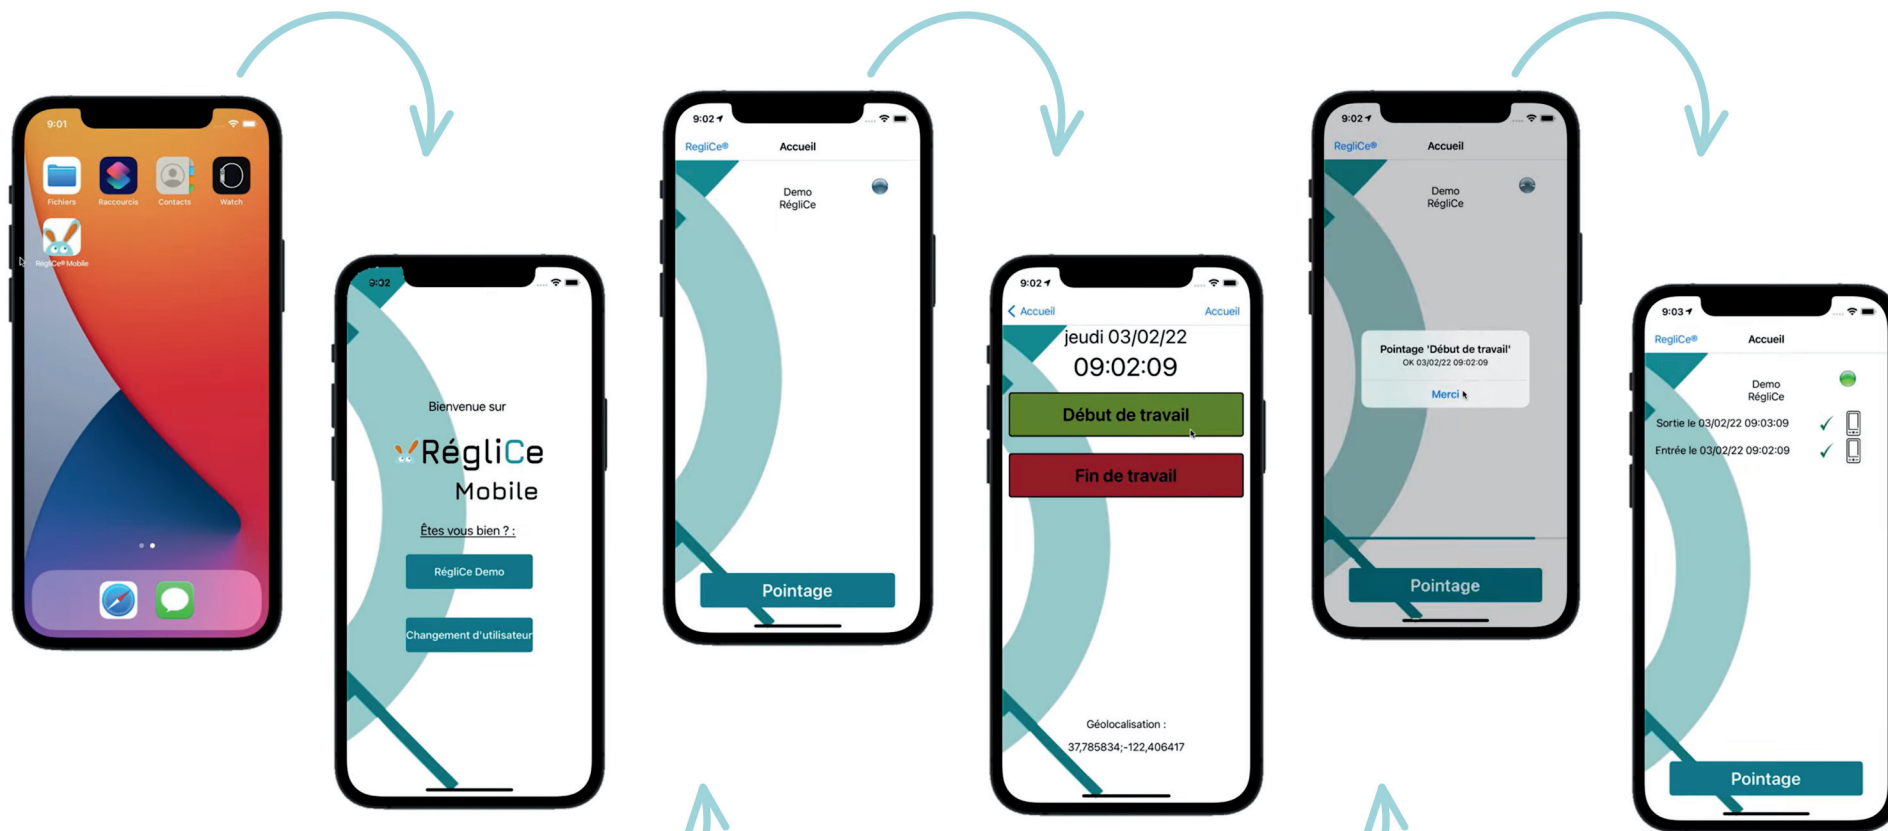 9:01
Fichiers
Raccourcis
Contacts
Watch
RégliCe® Mobile
9:02
Bienvenue sur
RégliCe
Mobile
Êtes vous bien ? :
RégliCe Demo
Changement d'utilisateur
9:02
RegliCe®
Accueil
Demo
RégliCe
Pointage
9:02
Accueil
Accueil
jeudi 03/02/22
09:02:09
Début de travail
Fin de travail
Géolocalisation :
37,785834;-122,406417
9:02
RegliCe®
Accueil
Demo
RégliCe
Pointage 'Début de travail'
OK 03/02/22 09:02:09
Merci
Pointage
9:03
RegliCe®
Accueil
Demo
RégliCe
Sortie le 03/02/22 09:03:09
Entrée le 03/02/22 09:02:09
Pointage